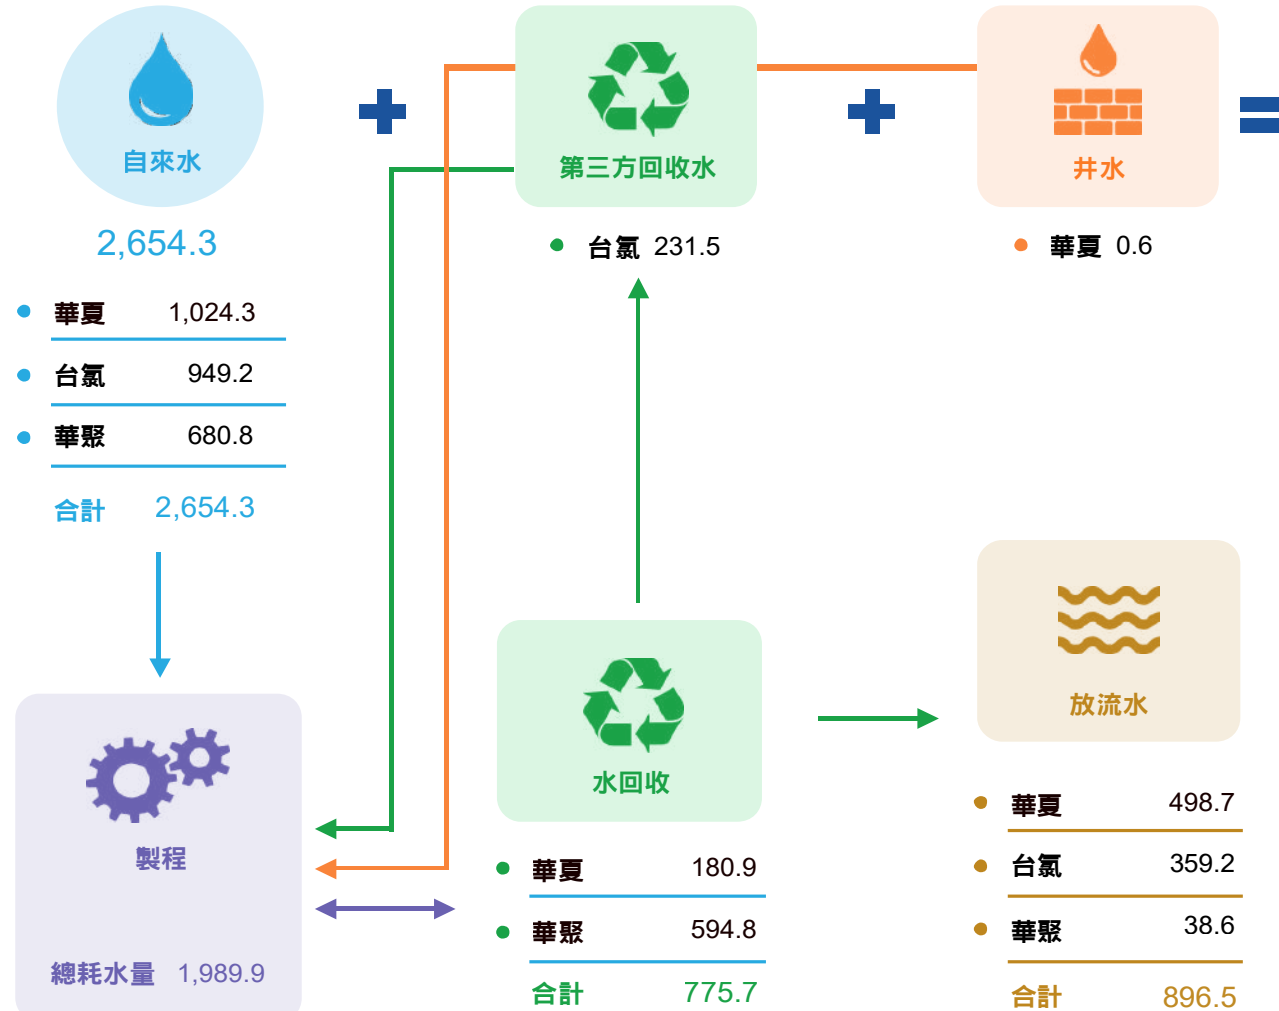 自來水
2,654.3
華夏 1,024.3
台氯 949.2
華聚 680.8
合計 2,654.3
第三方回收水
台氯 231.5
井水
華夏 0.6
製程
總耗水量 1,989.9
水回收
華夏 180.9
華聚 594.8
合計 775.7
放流水
華夏 498.7
台氯 359.2
華聚 38.6
合計 896.5